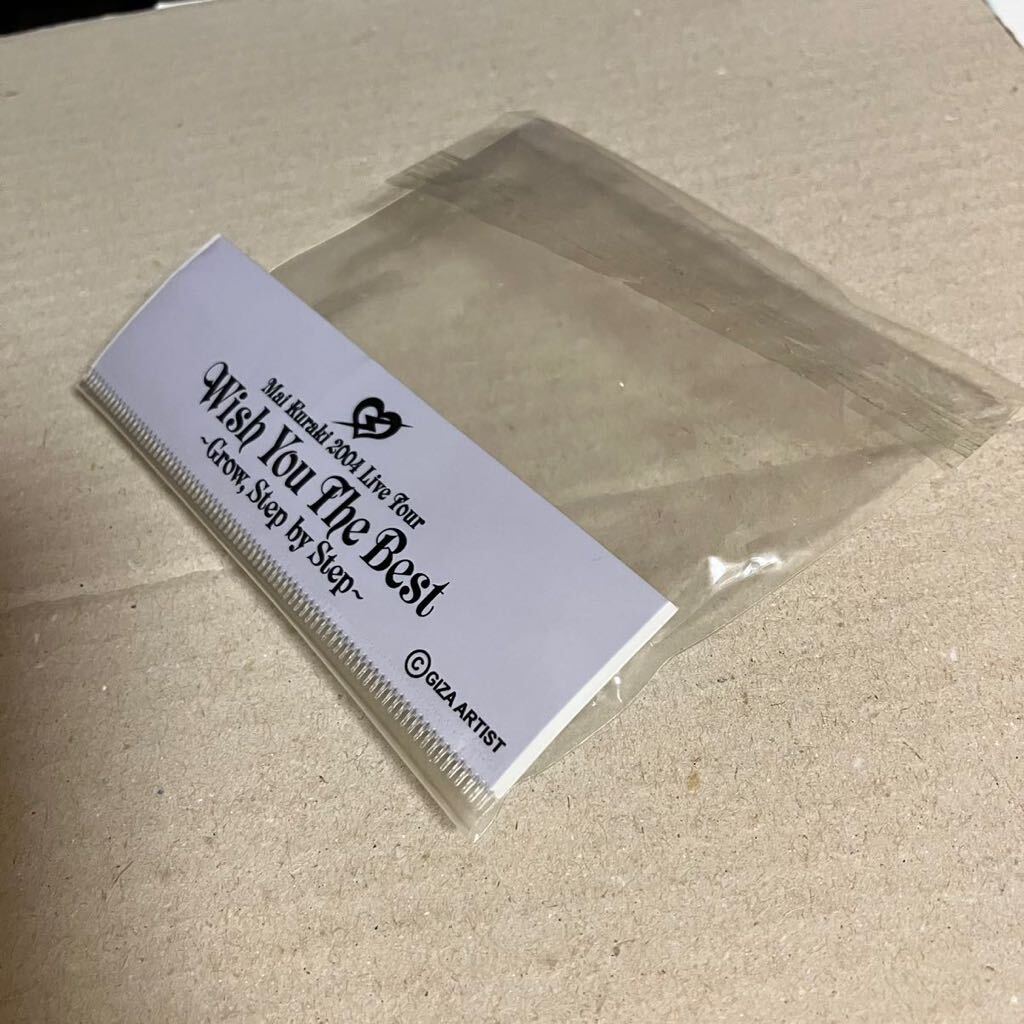 Mai Kuraki 2004 Live Tour
Wish You The Best
~Grow, Step by Step~
©GIZA ARTIST